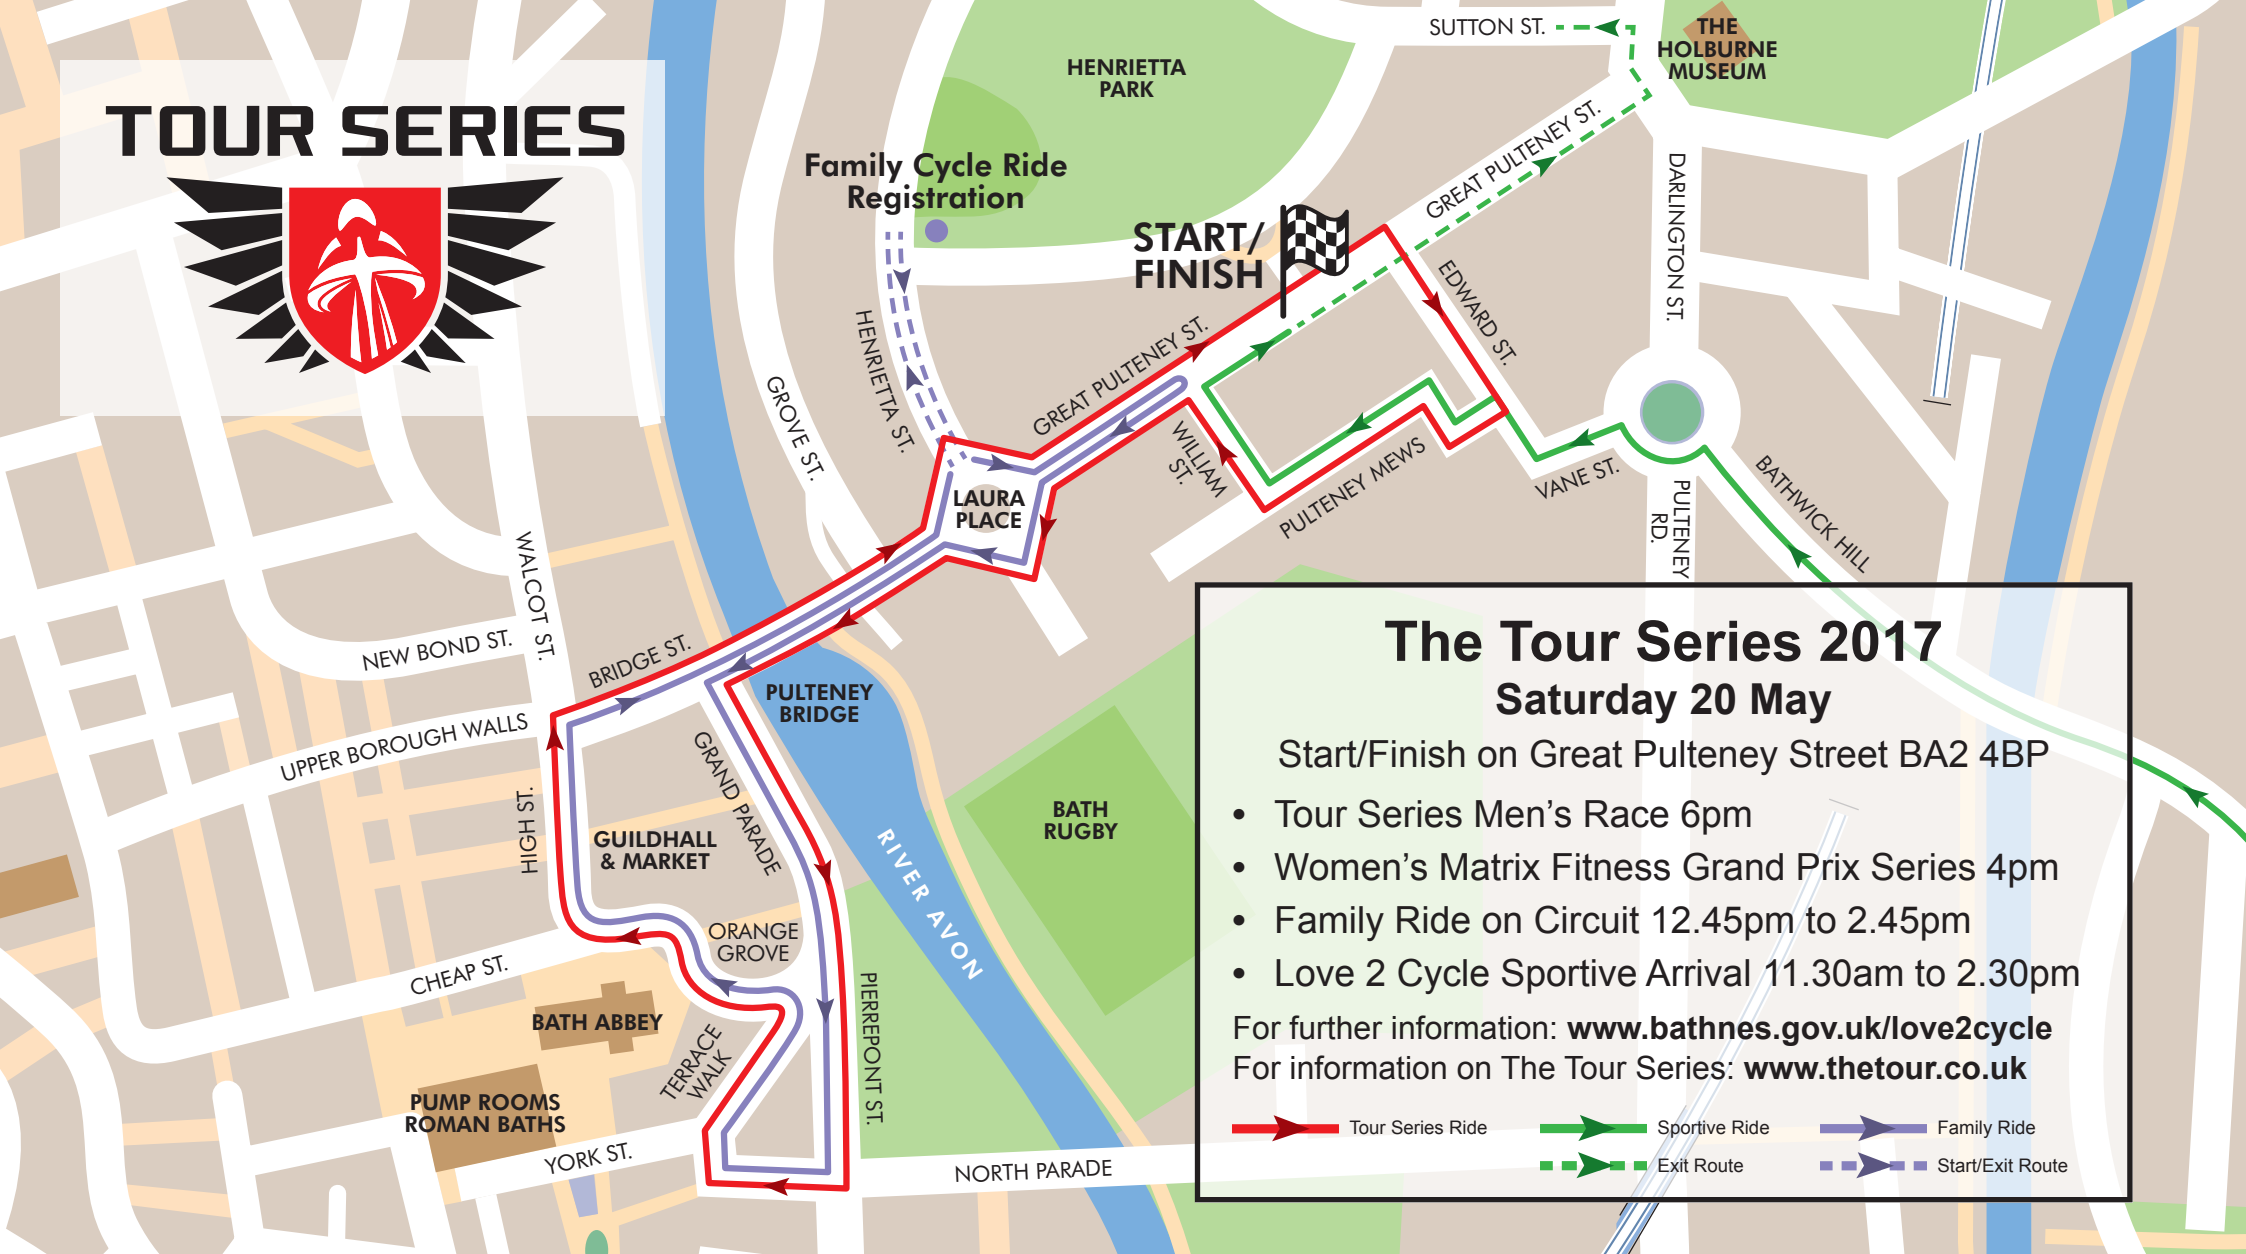 TOUR SERIES
SUTTON ST.
THE
HOLBURNE
MUSEUM
HENRIETTA
PARK
Family Cycle Ride
Registration
START/
FINISH
GREAT PULTENEY ST.
DARLINGTON ST.
EDWARD ST.
HENRIETTA ST.
GROVE ST.
GREAT PULTENEY ST.
WILLIAM
ST.
PULTENEY MEWS
VANE ST.
PULTENEY
RD.
BATHWICK HILL
LAURA
PLACE
WALCOT ST.
NEW BOND ST.
BRIDGE ST.
UPPER BOROUGH WALLS
PULTENEY
BRIDGE
GRAND PARADE
HIGH ST.
GUILDHALL
& MARKET
BATH
RUGBY
RIVER AVON
ORANGE
GROVE
CHEAP ST.
PIERREPONT ST.
BATH ABBEY
TERRACE
WALK
PUMP ROOMS
ROMAN BATHS
YORK ST.
NORTH PARADE
The Tour Series 2017
Saturday 20 May
Start/Finish on Great Pulteney Street BA2 4BP
• Tour Series Men's Race 6pm
• Women's Matrix Fitness Grand Prix Series 4pm
• Family Ride on Circuit 12.45pm to 2.45pm
• Love 2 Cycle Sportive Arrival 11.30am to 2.30pm
For further information: www.bathnes.gov.uk/love2cycle
For information on The Tour Series: www.thetour.co.uk
Tour Series Ride
Sportive Ride
Family Ride
Exit Route
Start/Exit Route